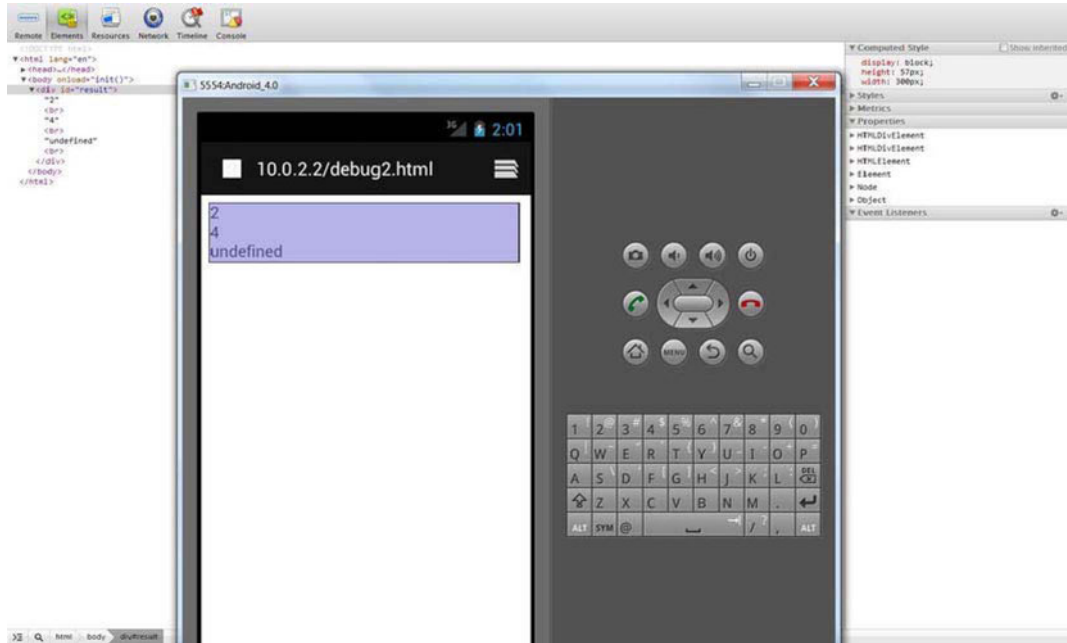 Remote Elements Resources Network Timeline Console
<!DOCTYPE html>
▼<html lang="en">
▶<head>…</head>
▼<body onload="init()">
▼<div id="result">
"2"
<br>
"4"
<br>
"undefined"
<br>
</div>
</body>
</html>
5554:Android_4.0
3G 2:01
10.0.2.2/debug2.html
2
4
undefined
MENU
1 ! 2 @ 3 # 4 $ 5 % 6 ^ 7 & 8 * 9 ( 0 )
Q W E R T Y U I O P
A S D F G H J K L DEL
Z X C V B N M .
ALT SYM @ / ? , ALT
▼ Computed Style Show inherited
display: block;
height: 57px;
width: 300px;
▶ Styles
▶ Metrics
▼ Properties
▶ HTMLDivElement
▶ HTMLDivElement
▶ HTMLElement
▶ Element
▶ Node
▶ Object
▼ Event Listeners
html body div#result